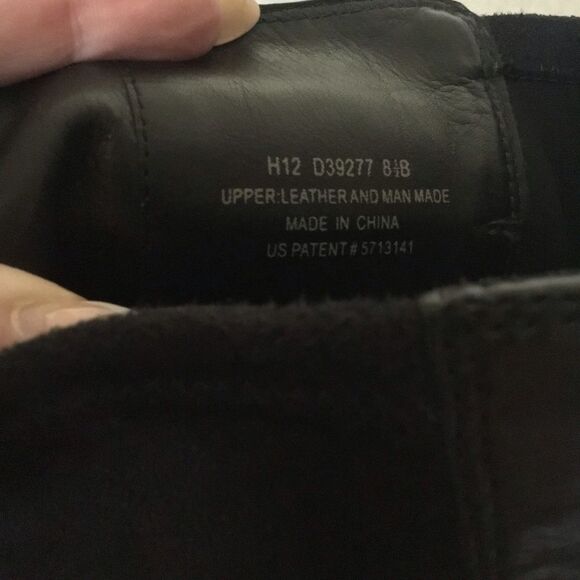 H12 D39277 8½B
UPPER:LEATHER AND MAN MADE
MADE IN CHINA
US PATENT # 5713141